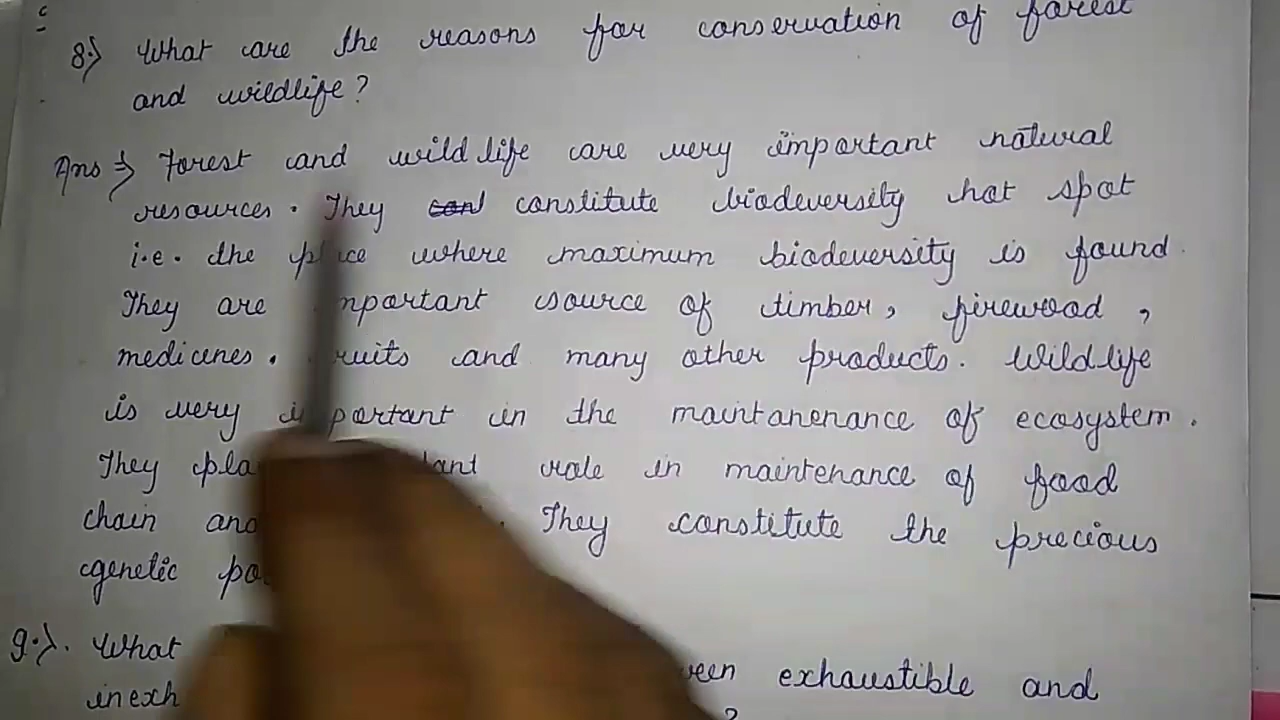 8.) What are the reasons for conservation of forest
and wildlife?
Ans ⇒ Forest and wild life are very important natural
resources. They constitute biodeversity hot spot
i.e. the place where maximum biodeversity is found.
They are source of timber, firewood,
medicines. and many other products. Wildlife
is very in the maintanenance of ecosystem.
They role in maintenance of food
chain They constitute the precious
genetic
9.). What exhaustible and
?